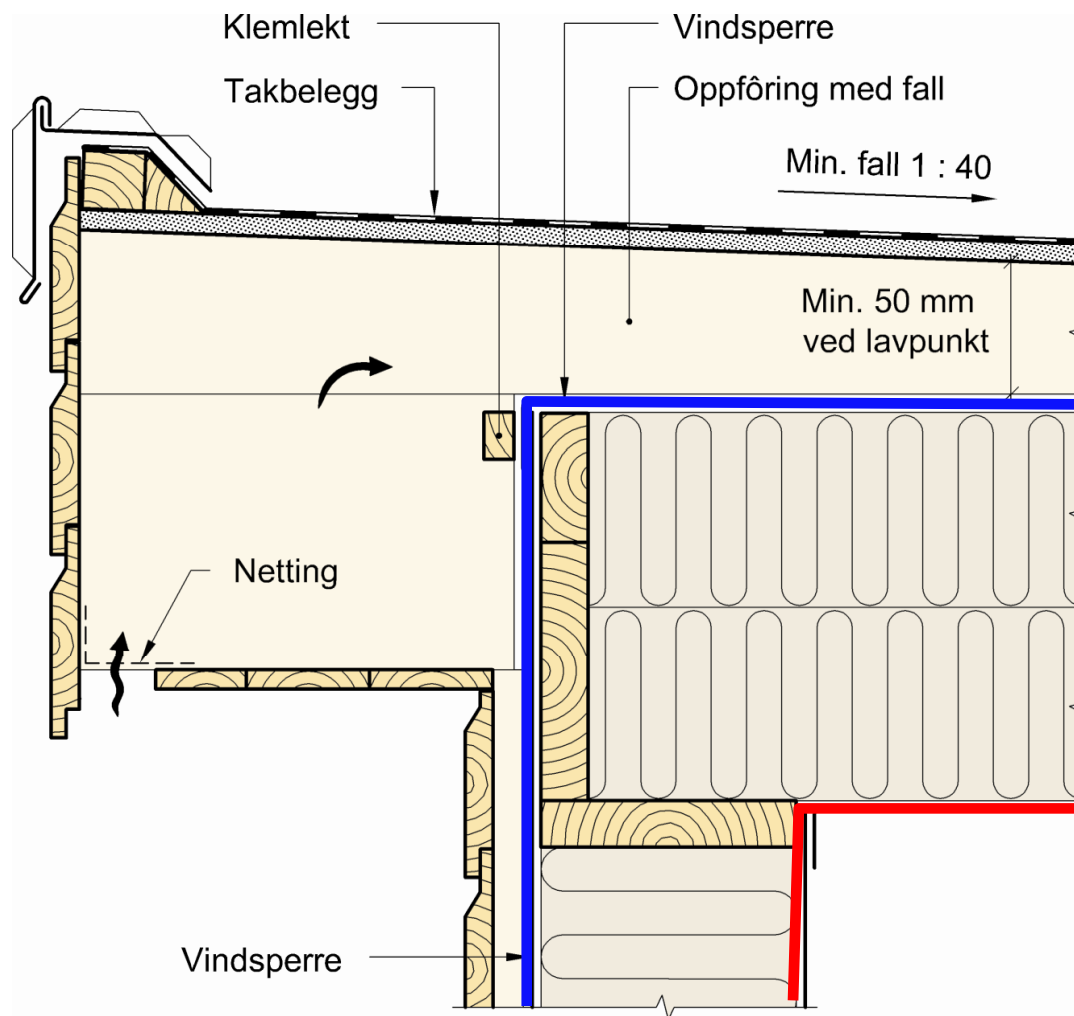 Klemlekt
Vindsperre
Takbelegg
Oppfôring med fall
Min. fall 1 : 40
Min. 50 mm
ved lavpunkt
Netting
Vindsperre